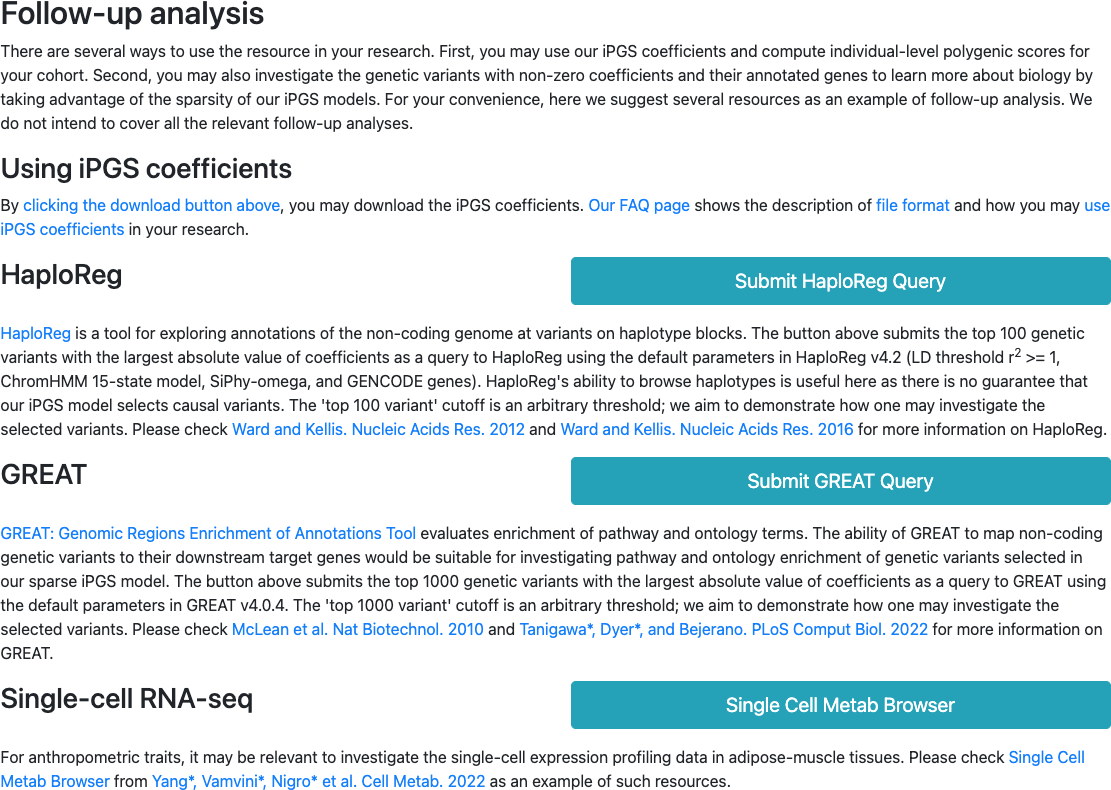 Follow-up analysis
There are several ways to use the resource in your research. First, you may use our iPGS coefficients and compute individual-level polygenic scores for
your cohort. Second, you may also investigate the genetic variants with non-zero coefficients and their annotated genes to learn more about biology by
taking advantage of the sparsity of our iPGS models. For your convenience, here we suggest several resources as an example of follow-up analysis. We
do not intend to cover all the relevant follow-up analyses.
Using iPGS coefficients
By clicking the download button above, you may download the iPGS coefficients. Our FAQ page shows the description of file format and how you may use
iPGS coefficients in your research.
HaploReg
Submit HaploReg Query
HaploReg is a tool for exploring annotations of the non-coding genome at variants on haplotype blocks. The button above submits the top 100 genetic
variants with the largest absolute value of coefficients as a query to HaploReg using the default parameters in HaploReg v4.2 (LD threshold r² >= 1,
ChromHMM 15-state model, SiPhy-omega, and GENCODE genes). HaploReg's ability to browse haplotypes is useful here as there is no guarantee that
our iPGS model selects causal variants. The 'top 100 variant' cutoff is an arbitrary threshold; we aim to demonstrate how one may investigate the
selected variants. Please check Ward and Kellis. Nucleic Acids Res. 2012 and Ward and Kellis. Nucleic Acids Res. 2016 for more information on HaploReg.
GREAT
Submit GREAT Query
GREAT: Genomic Regions Enrichment of Annotations Tool evaluates enrichment of pathway and ontology terms. The ability of GREAT to map non-coding
genetic variants to their downstream target genes would be suitable for investigating pathway and ontology enrichment of genetic variants selected in
our sparse iPGS model. The button above submits the top 1000 genetic variants with the largest absolute value of coefficients as a query to GREAT using
the default parameters in GREAT v4.0.4. The 'top 1000 variant' cutoff is an arbitrary threshold; we aim to demonstrate how one may investigate the
selected variants. Please check McLean et al. Nat Biotechnol. 2010 and Tanigawa*, Dyer*, and Bejerano. PLoS Comput Biol. 2022 for more information on
GREAT.
Single-cell RNA-seq
Single Cell Metab Browser
For anthropometric traits, it may be relevant to investigate the single-cell expression profiling data in adipose-muscle tissues. Please check Single Cell
Metab Browser from Yang*, Vamvini*, Nigro* et al. Cell Metab. 2022 as an example of such resources.